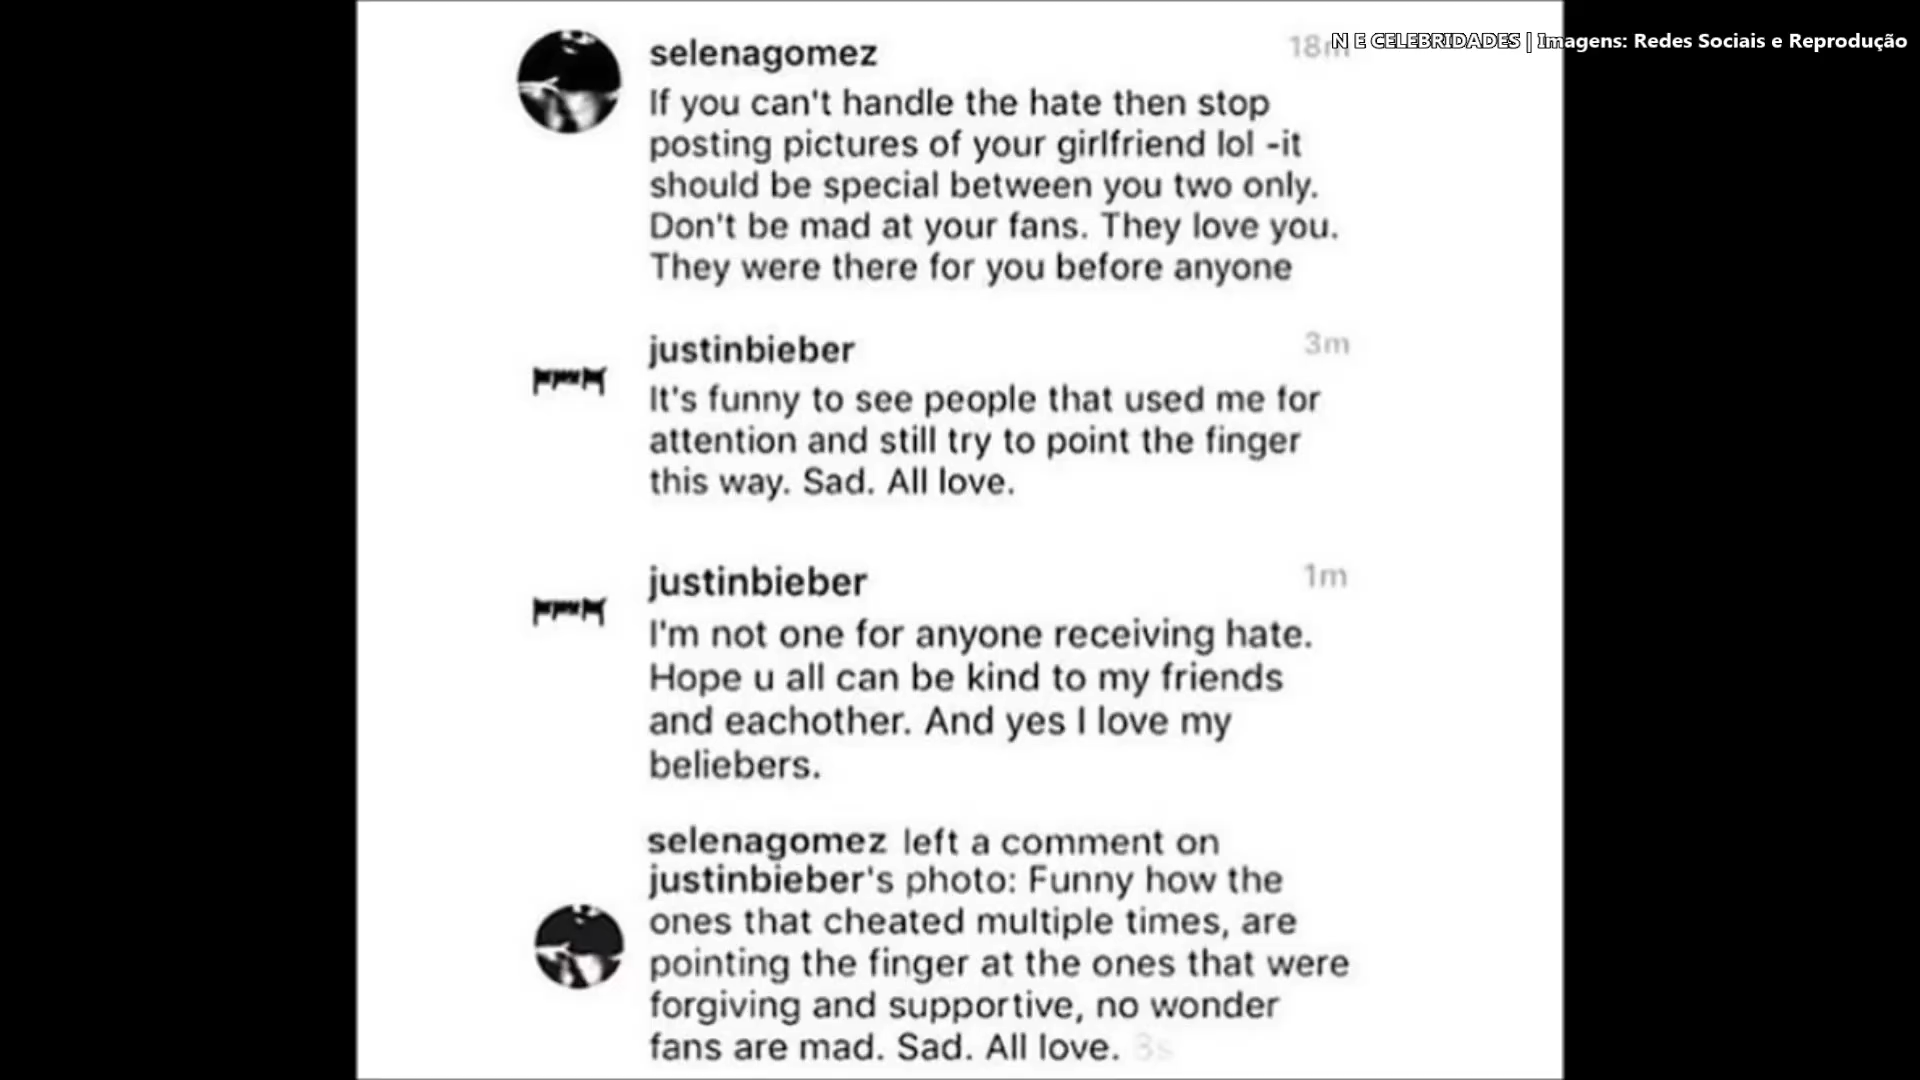 N E CELEBRIDADES | Imagens: Redes Sociais e Reprodução
selenagomez 18m
If you can't handle the hate then stop
posting pictures of your girlfriend lol -it
should be special between you two only.
Don't be mad at your fans. They love you.
They were there for you before anyone
justinbieber 3m
It's funny to see people that used me for
attention and still try to point the finger
this way. Sad. All love.
justinbieber 1m
I'm not one for anyone receiving hate.
Hope u all can be kind to my friends
and eachother. And yes I love my
beliebers.
selenagomez left a comment on
justinbieber's photo: Funny how the
ones that cheated multiple times, are
pointing the finger at the ones that were
forgiving and supportive, no wonder
fans are mad. Sad. All love.